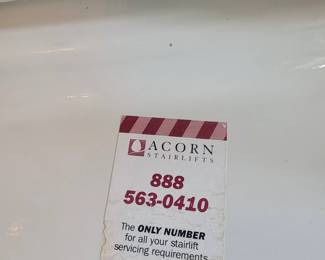 ACORN
STAIRLIFTS
888
563-0410
The ONLY NUMBER
for all your stairlift
servicing requirements